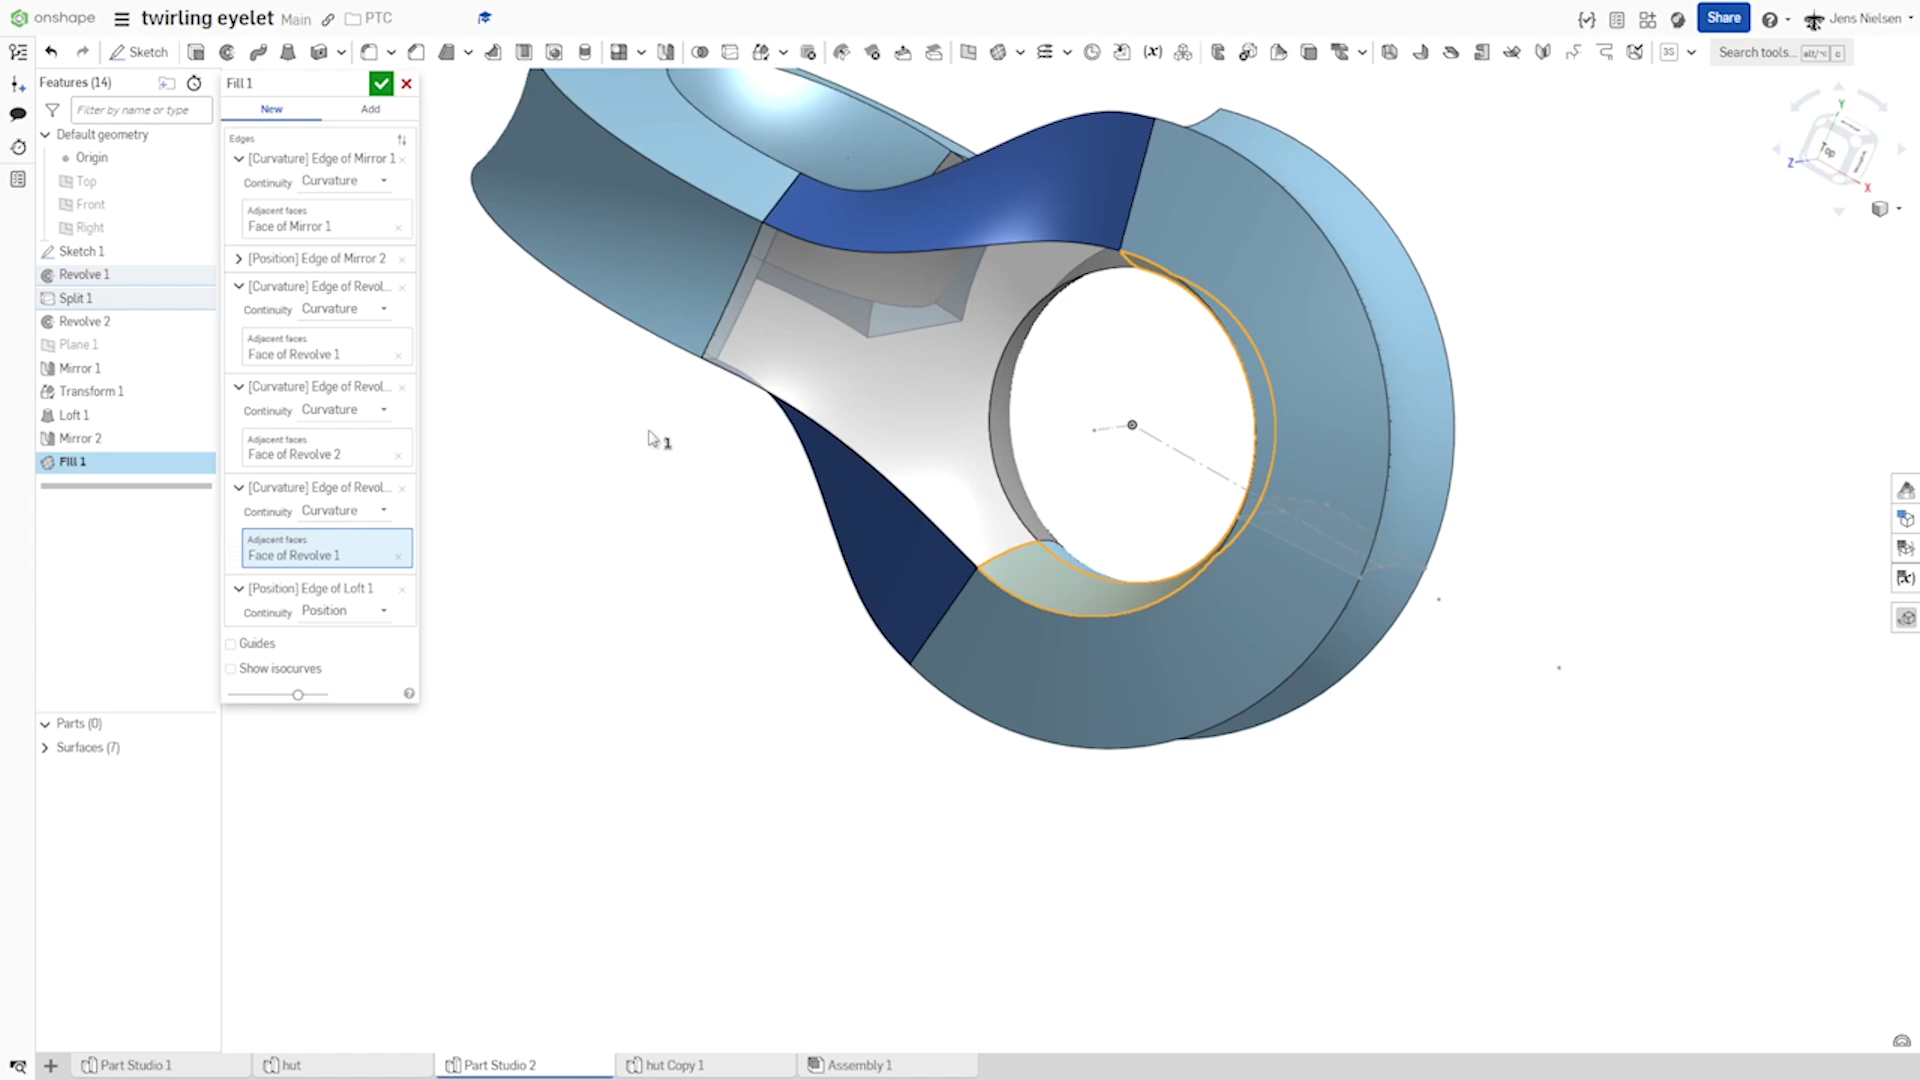 onshape
twirling eyelet Main PTC
Share
Jens Nielsen
Sketch
Search tools... alt/⌥ c
Features (14)
Filter by name or type
Default geometry
Origin
Top
Front
Right
Sketch 1
Revolve 1
Split 1
Revolve 2
Plane 1
Mirror 1
Transform 1
Loft 1
Mirror 2
Fill 1
Parts (0)
Surfaces (7)
Fill 1
New Add
Edges
[Curvature] Edge of Mirror 1
Continuity Curvature
Adjacent faces
Face of Mirror 1
[Position] Edge of Mirror 2
[Curvature] Edge of Revol...
Continuity Curvature
Adjacent faces
Face of Revolve 1
[Curvature] Edge of Revol...
Continuity Curvature
Adjacent faces
Face of Revolve 2
[Curvature] Edge of Revol...
Continuity Curvature
Adjacent faces
Face of Revolve 1
[Position] Edge of Loft 1
Continuity Position
Guides
Show isocurves
1
Y
Top
Z
X
Part Studio 1
hut
Part Studio 2
hut Copy 1
Assembly 1